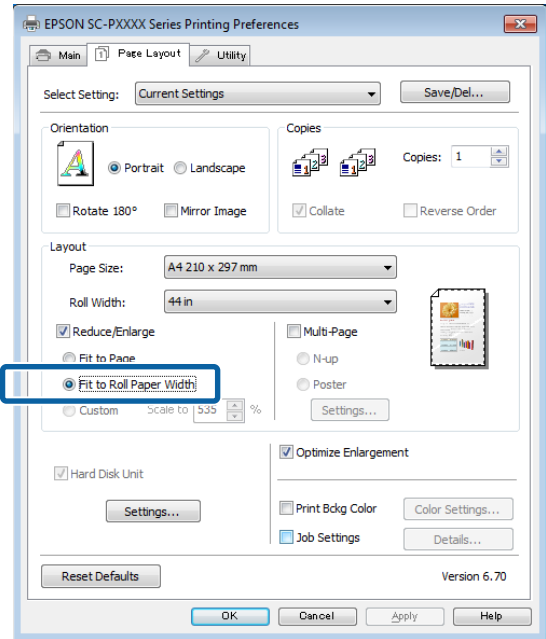 EPSON SC-PXXXX Series Printing Preferences
Main Page Layout Utility
Select Setting: Current Settings Save/Del...
Orientation Copies
Portrait Landscape Copies: 1
Rotate 180° Mirror Image Collate Reverse Order
Layout
Page Size: A4 210 x 297 mm
Roll Width: 44 in
Reduce/Enlarge Multi-Page
Fit to Page N-up
Fit to Roll Paper Width Poster
Custom Scale to 535 % Settings...
Optimize Enlargement
Hard Disk Unit
Settings... Print Bckg Color Color Settings...
Job Settings Details...
Reset Defaults Version 6.70
OK Cancel Apply Help